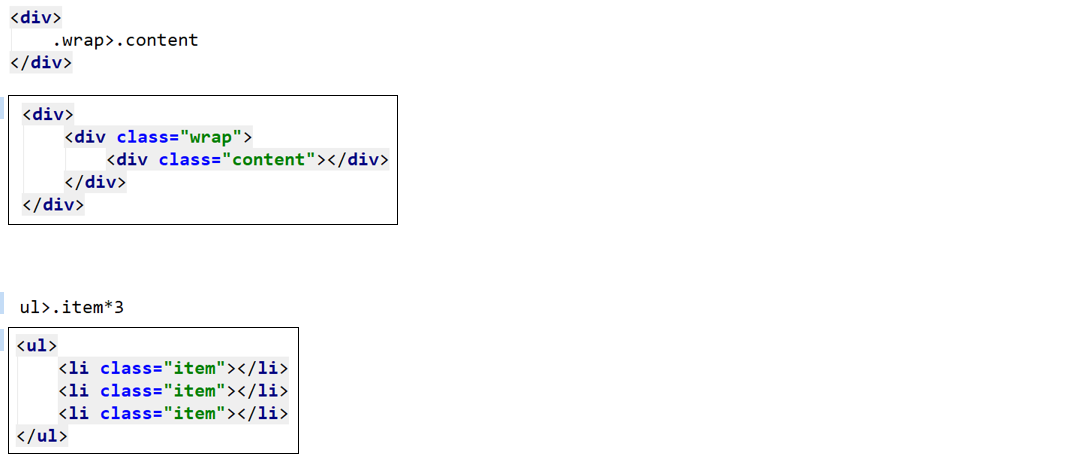 <div>
    .wrap>.content
</div>
<div>
    <div class="wrap">
        <div class="content"></div>
    </div>
</div>
ul>.item*3
<ul>
    <li class="item"></li>
    <li class="item"></li>
    <li class="item"></li>
</ul>